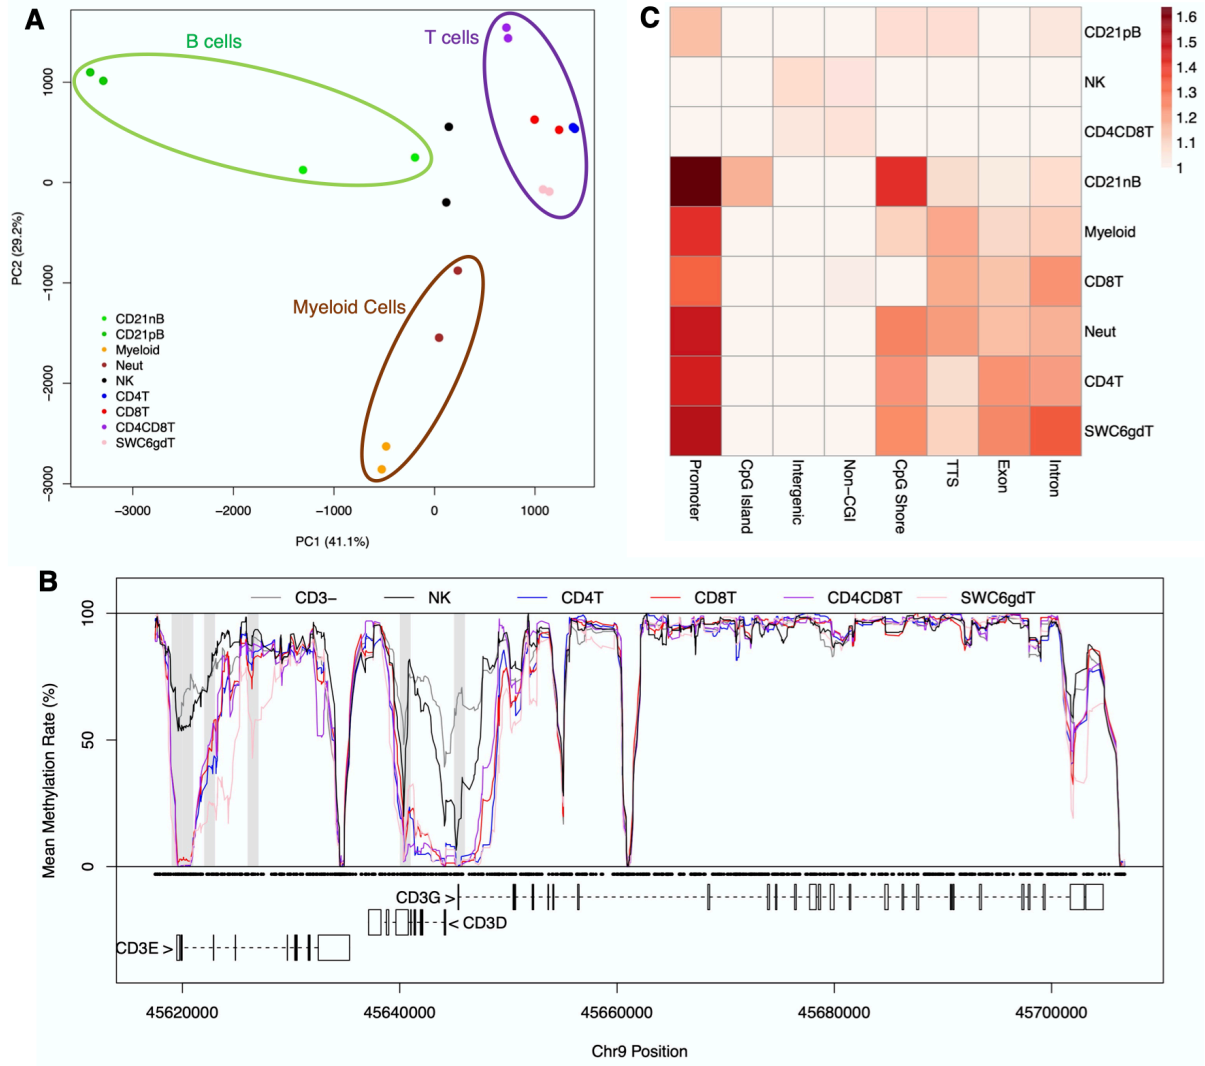 A
B cells
T cells
Myeloid Cells
1000
0
−1000
−2000
−3000
PC2 (29.2%)
CD21nB
CD21pB
Myeloid
Neut
NK
CD4T
CD8T
CD4CD8T
SWC6gdT
−3000 −2000 −1000 0 1000
PC1 (41.1%)
C
CD21pB
NK
CD4CD8T
CD21nB
Myeloid
CD8T
Neut
CD4T
SWC6gdT
1.6
1.5
1.4
1.3
1.2
1.1
1
Promoter
CpG Island
Intergenic
Non−CGI
CpG Shore
TTS
Exon
Intron
B
CD3− NK CD4T CD8T CD4CD8T SWC6gdT
100
50
0
Mean Methylation Rate (%)
CD3G >
< CD3D
CD3E >
45620000 45640000 45660000 45680000 45700000
Chr9 Position